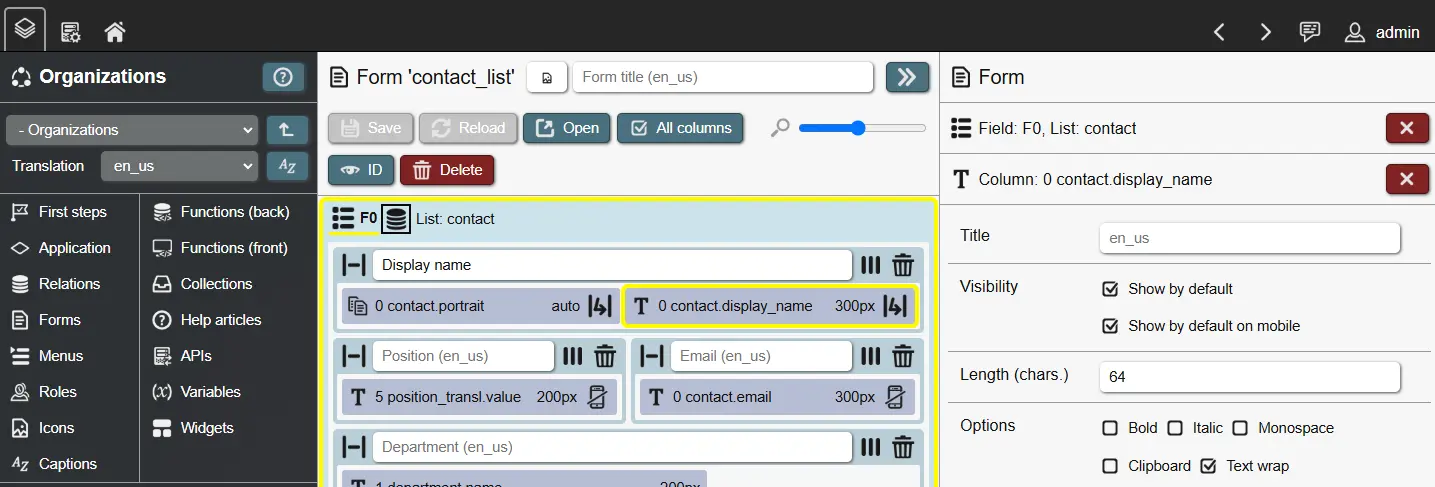 admin
Organizations
- Organizations
Translation en_us
First steps
Application
Relations
Forms
Menus
Roles
Icons
Captions
Functions (back)
Functions (front)
Collections
Help articles
APIs
Variables
Widgets
Form 'contact_list' Form title (en_us)
Save Reload Open All columns
ID Delete
F0 List: contact
Display name
0 contact.portrait auto 0 contact.display_name 300px
Position (en_us) Email (en_us)
5 position_transl.value 200px 0 contact.email 300px
Department (en_us)
1 department.name 200px
Form
Field: F0, List: contact
Column: 0 contact.display_name
Title en_us
Visibility Show by default
Show by default on mobile
Length (chars.) 64
Options Bold Italic Monospace
Clipboard Text wrap